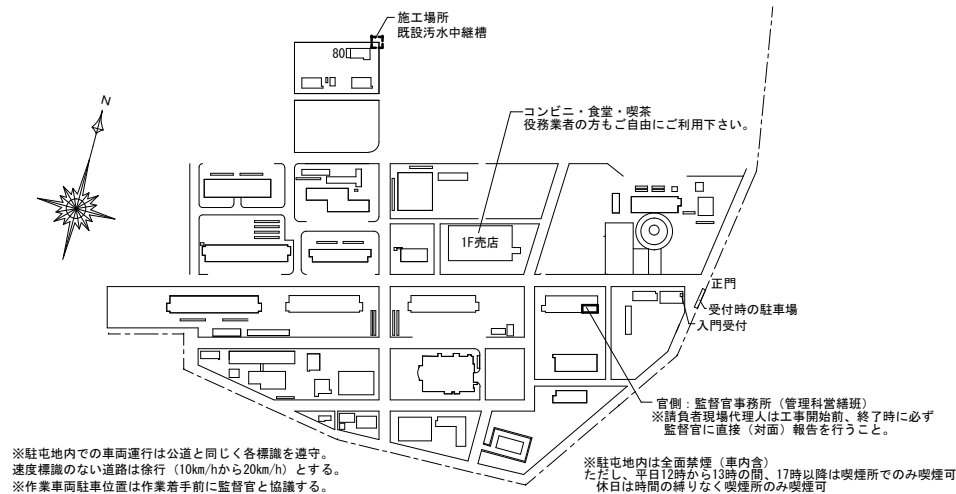 施工場所
既設汚水中継槽
80
N
コンビニ・食堂・喫茶
役務業者の方もご自由にご利用下さい。
1F売店
正門
受付時の駐車場
入門受付
官側：監督官事務所（管理科営繕班）
※請負者現場代理人は工事開始前、終了時に必ず
監督官に直接（対面）報告を行うこと。
※駐屯地内での車両運行は公道と同じく各標識を遵守。
速度標識のない道路は徐行（10km/hから20km/h）とする。
※作業車両駐車位置は作業着手前に監督官と協議する。
※駐屯地内は全面禁煙（車内含）
ただし、平日12時から13時の間、17時以降は喫煙所でのみ喫煙可
休日は時間の縛りなく喫煙所のみ喫煙可